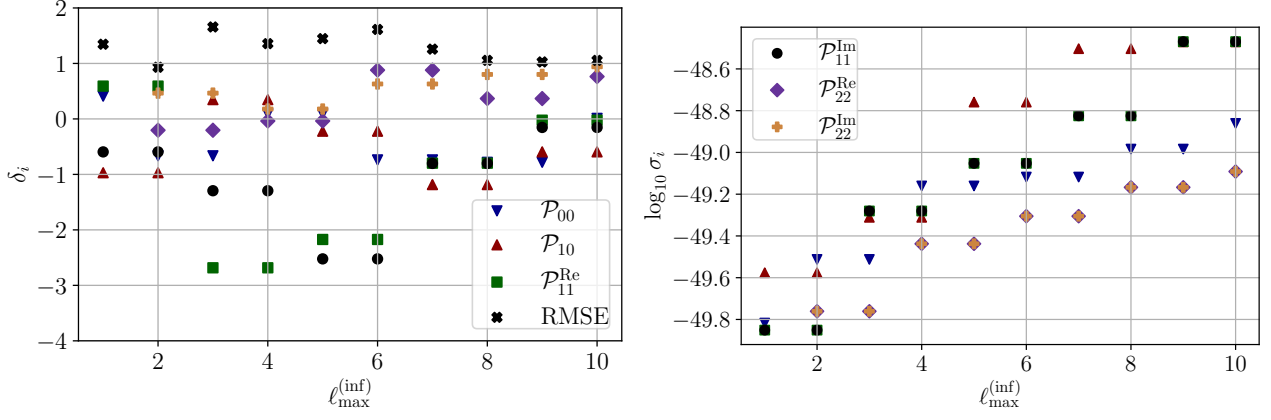 2
1
0
−1
−2
−3
−4
δ_i
2
4
6
8
10
ℓ_max^(inf)
𝒫_00
𝒫_10
𝒫_11^Re
RMSE
−48.6
−48.8
−49.0
−49.2
−49.4
−49.6
−49.8
log_10 σ_i
2
4
6
8
10
ℓ_max^(inf)
𝒫_11^Im
𝒫_22^Re
𝒫_22^Im